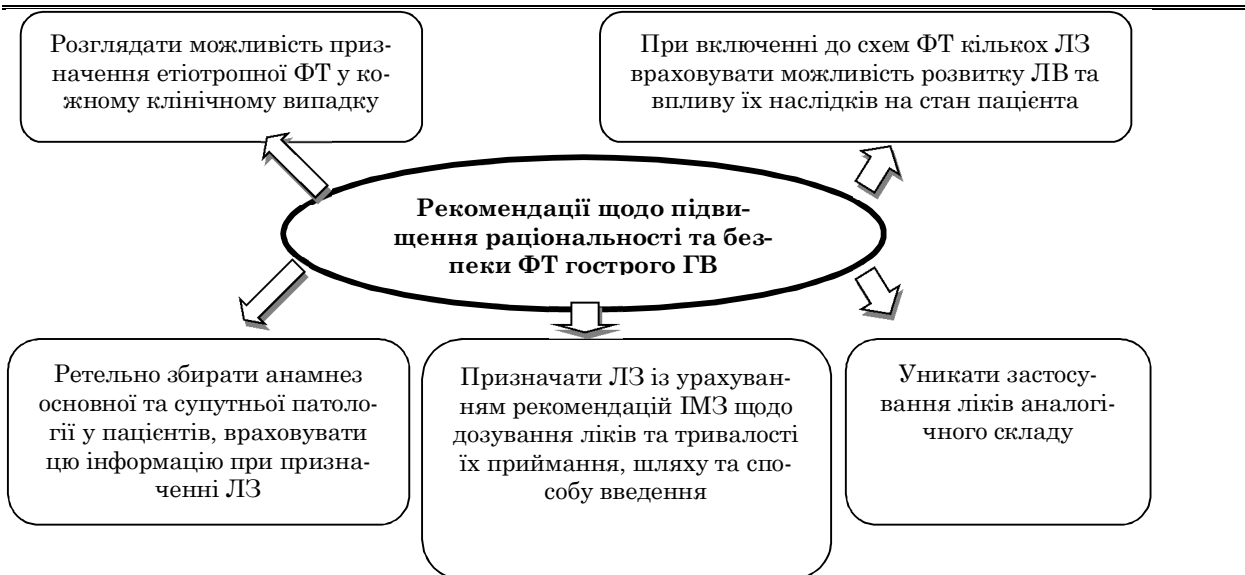 Розглядати можливість приз-
начення етіотропної ФТ у ко-
жному клінічному випадку
При включенні до схем ФТ кількох ЛЗ
враховувати можливість розвитку ЛВ та
впливу їх наслідків на стан пацієнта
Рекомендації щодо підви-
щення раціональності та без-
пеки ФТ гострого ГВ
Ретельно збирати анамнез
основної та супутньої патоло-
гії у пацієнтів, враховувати
цю інформацію при призна-
ченні ЛЗ
Призначати ЛЗ із урахуван-
ням рекомендацій ІМЗ щодо
дозування ліків та тривалості
їх приймання, шляху та спо-
собу введення
Уникати застосу-
вання ліків аналогі-
чного складу